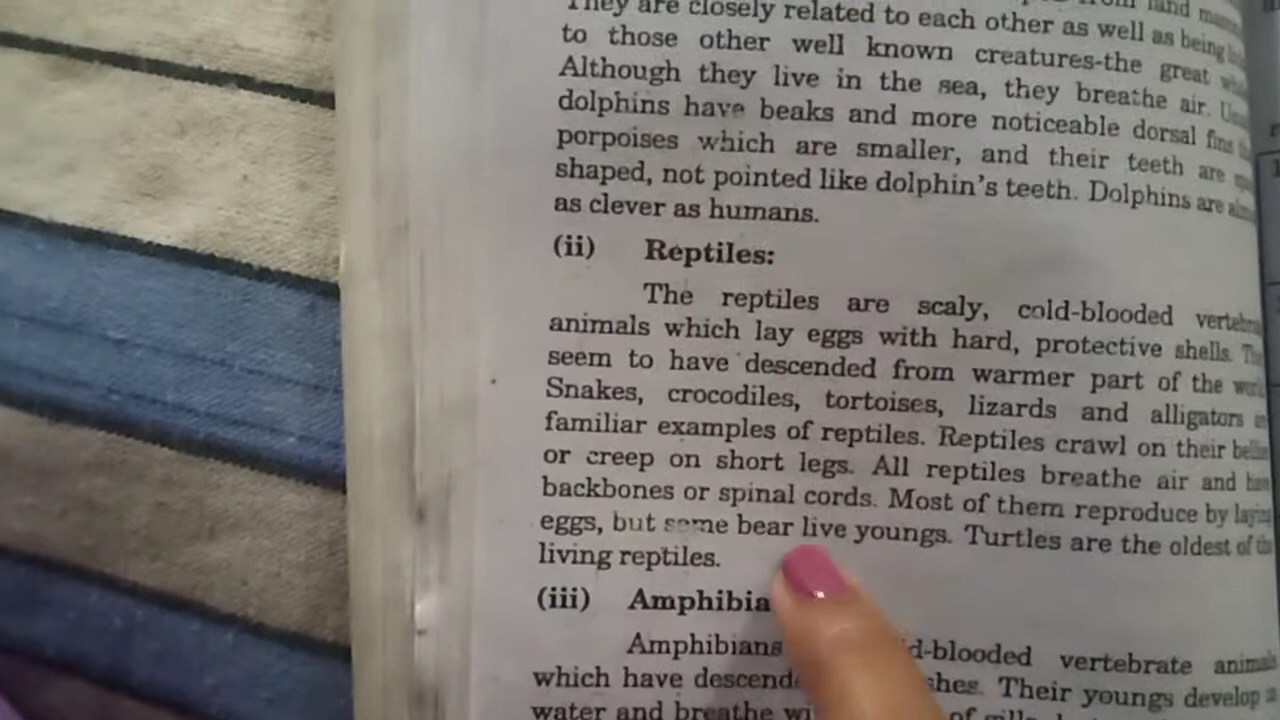 They are closely related to each other as well as being
to those other well known creatures-the great
Although they live in the sea, they breathe air.
dolphins have beaks and more noticeable dorsal fins
porpoises which are smaller, and their teeth are
shaped, not pointed like dolphin's teeth. Dolphins are
as clever as humans.
(ii) Reptiles:
The reptiles are scaly, cold-blooded
animals which lay eggs with hard, protective shells.
seem to have descended from warmer part of the
Snakes, crocodiles, tortoises, lizards and alligators
familiar examples of reptiles. Reptiles crawl on their
or creep on short legs. All reptiles breathe air and
backbones or spinal cords. Most of them reproduce by
eggs, but some bear live youngs. Turtles are the oldest of
living reptiles.
(iii) Amphibia
Amphibians d-blooded vertebrate
which have Their youngs develop
water and breathe of